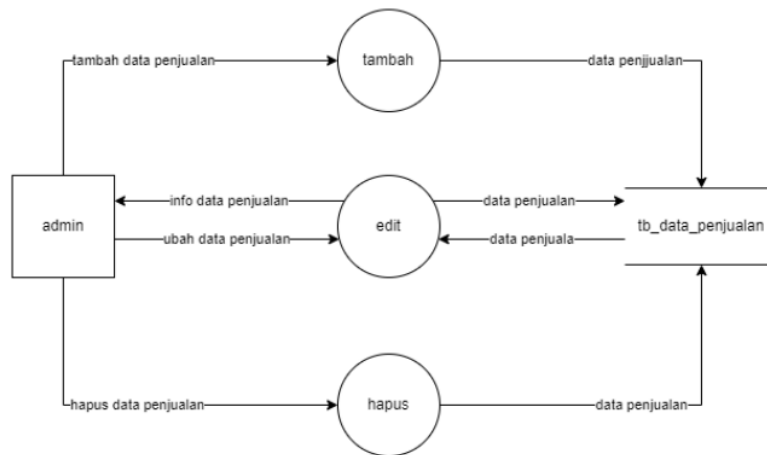 tambah data penjualan
tambah
data penjjualan
admin
info data penjualan
ubah data penjualan
edit
data penjualan
data penjuala
tb_data_penjualan
hapus data penjualan
hapus
data penjualan